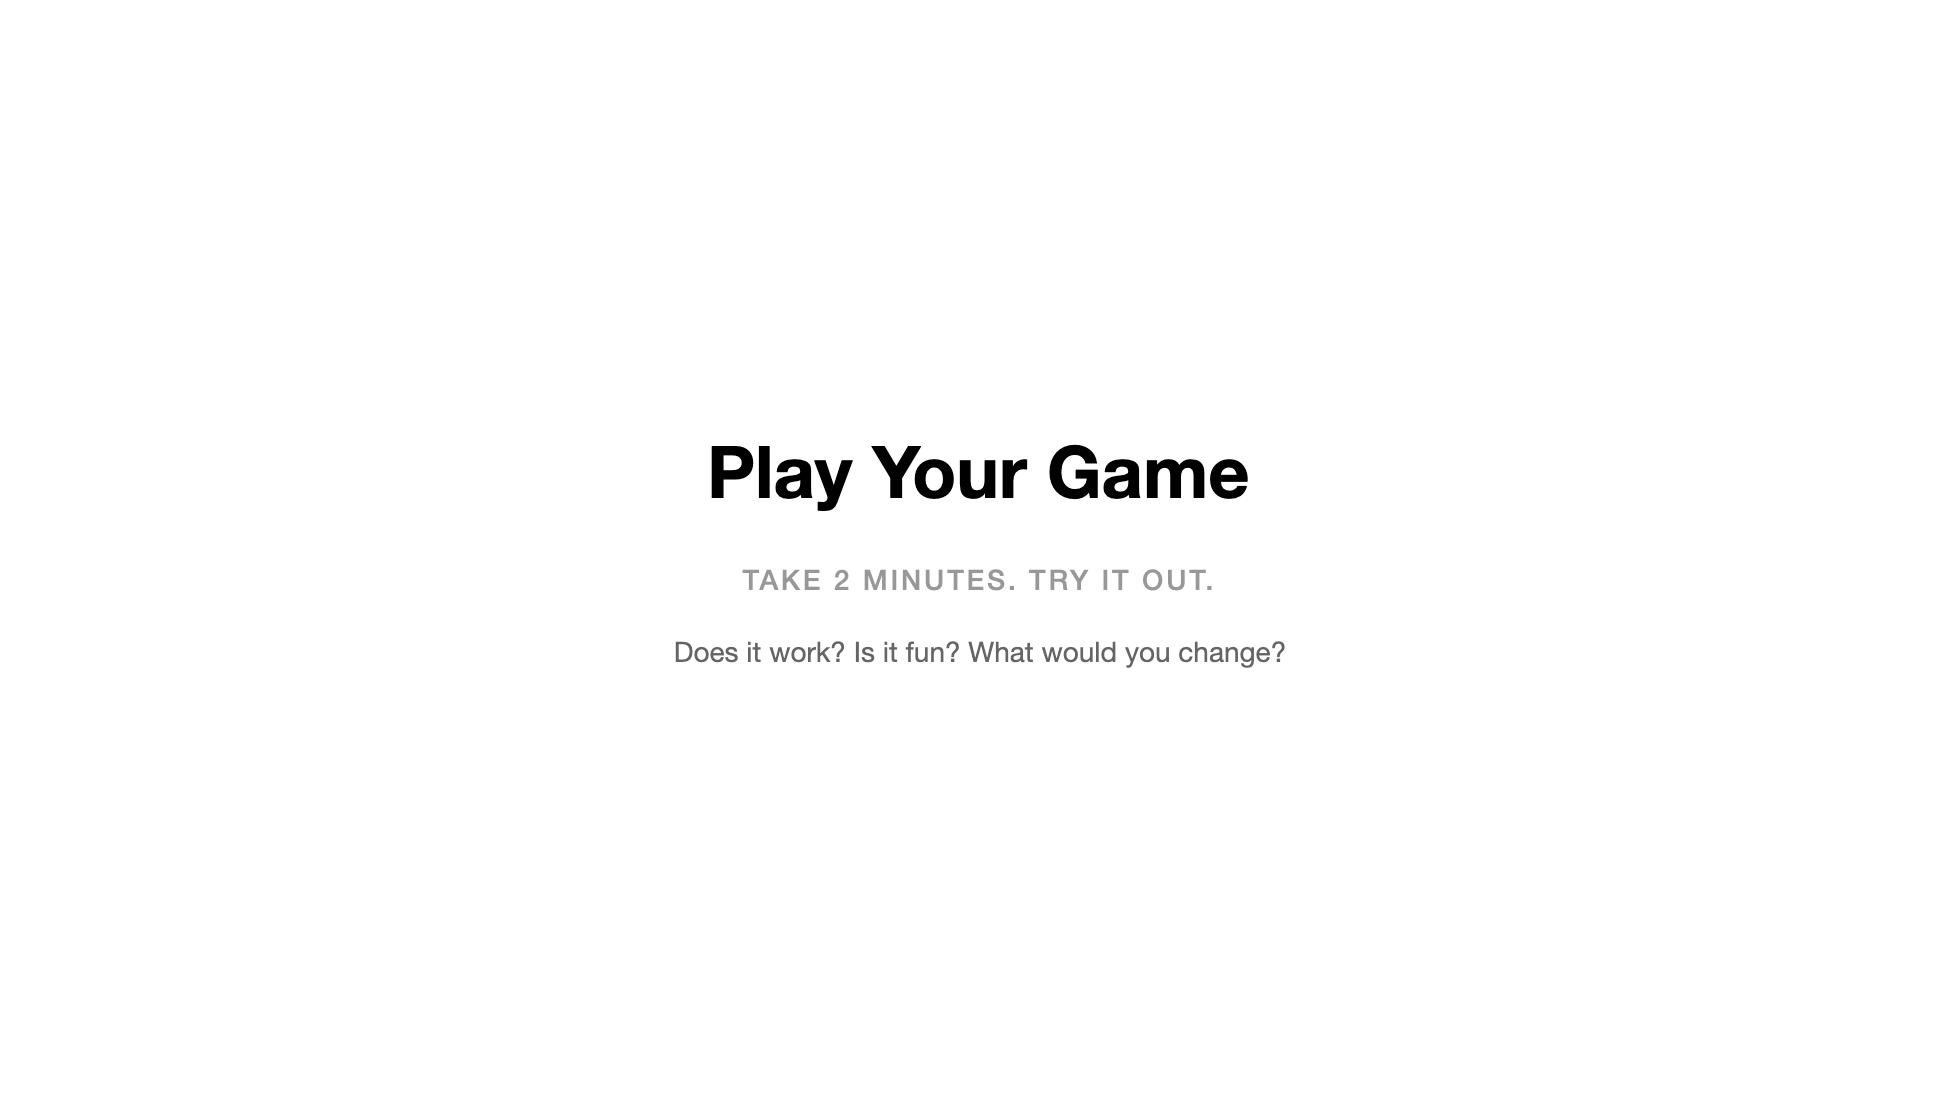 Play Your Game
TAKE 2 MINUTES. TRY IT OUT.
Does it work? Is it fun? What would you change?